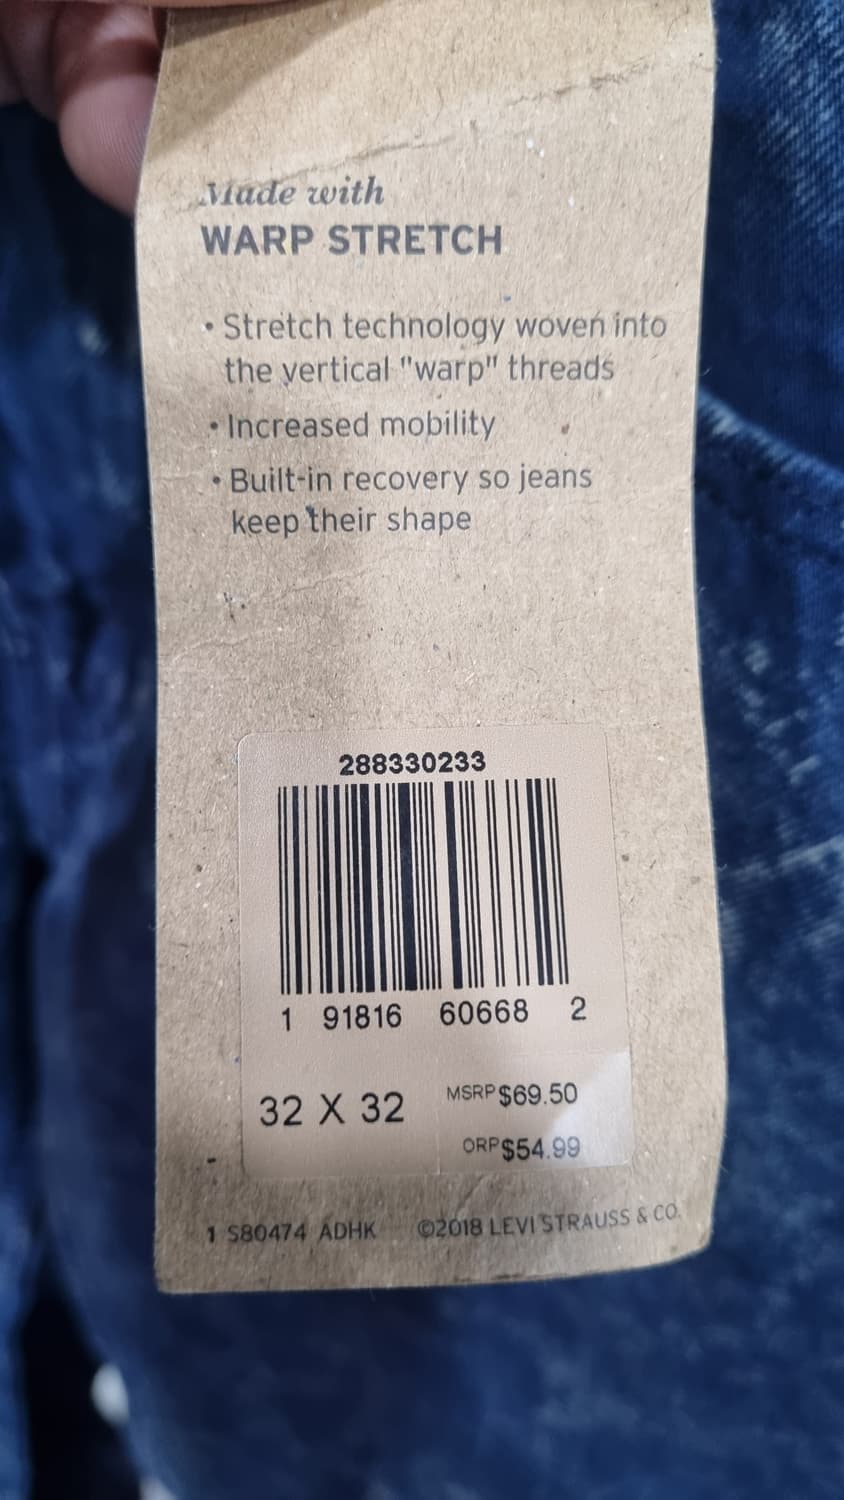 Made with
WARP STRETCH
• Stretch technology woven into
the vertical "warp" threads
• Increased mobility
• Built-in recovery so jeans
keep their shape
288330233
1 91816 60668 2
32 X 32 MSRP $69.50
ORP $54.99
1 S80474 ADHK ©2018 LEVI STRAUSS & CO.